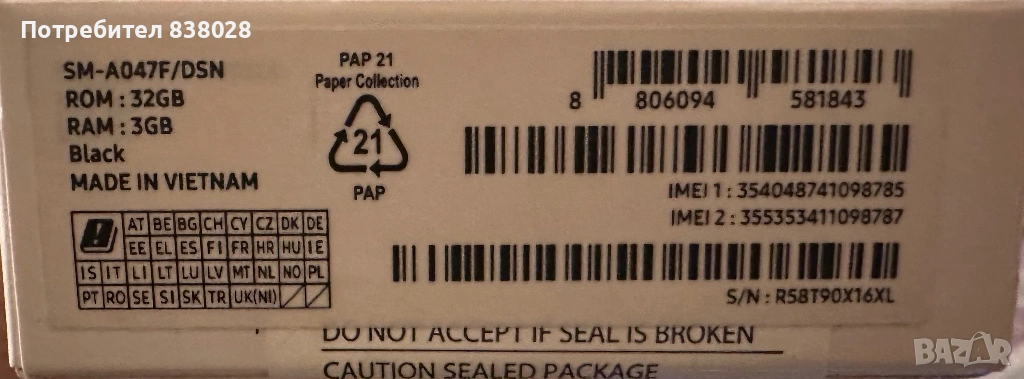 Потребител 838028
SM-A047F/DSN
ROM : 32GB
RAM : 3GB
Black
MADE IN VIETNAM
PAP 21
Paper Collection
21
PAP
8 806094 581843
IMEI 1 : 354048741098785
IMEI 2 : 355353411098787
AT BE BG CH CY CZ DK DE
EE EL ES FI FR HR HU IE
IS IT LI LT LU LV MT NL NO PL
PT RO SE SI SK TR UK(NI)
S/N : R58T90X16XL
DO NOT ACCEPT IF SEAL IS BROKEN
CAUTION SEALED PACKAGE
BAZAR